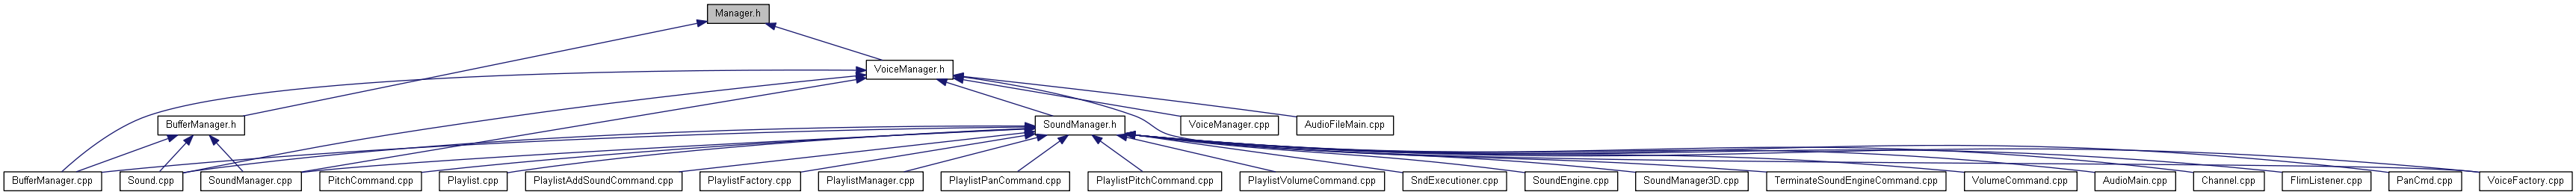 Manager.h
VoiceManager.h
BufferManager.h
SoundManager.h
VoiceManager.cpp
AudioFileMain.cpp
BufferManager.cpp
Sound.cpp
SoundManager.cpp
PitchCommand.cpp
Playlist.cpp
PlaylistAddSoundCommand.cpp
PlaylistFactory.cpp
PlaylistManager.cpp
PlaylistPanCommand.cpp
PlaylistPitchCommand.cpp
PlaylistVolumeCommand.cpp
SndExecutioner.cpp
SoundEngine.cpp
SoundManager3D.cpp
TerminateSoundEngineCommand.cpp
VolumeCommand.cpp
AudioMain.cpp
Channel.cpp
FlimListener.cpp
PanCmd.cpp
VoiceFactory.cpp